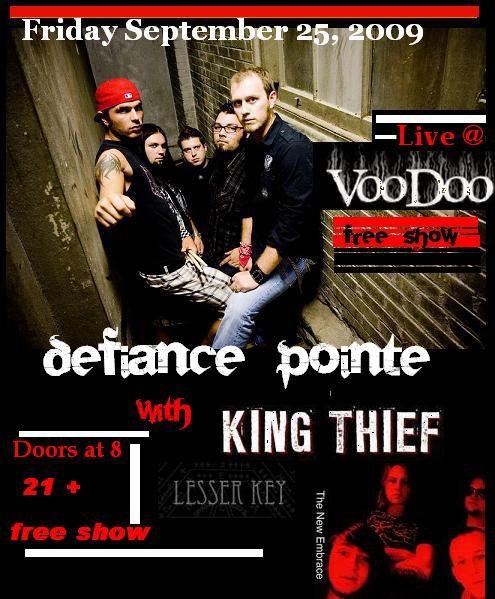 Friday September 25, 2009
Live @
VooDoo
free show
defiance pointe
with
KING THIEF
Doors at 8
21 +
free show
LESSER KEY
The New Embrace